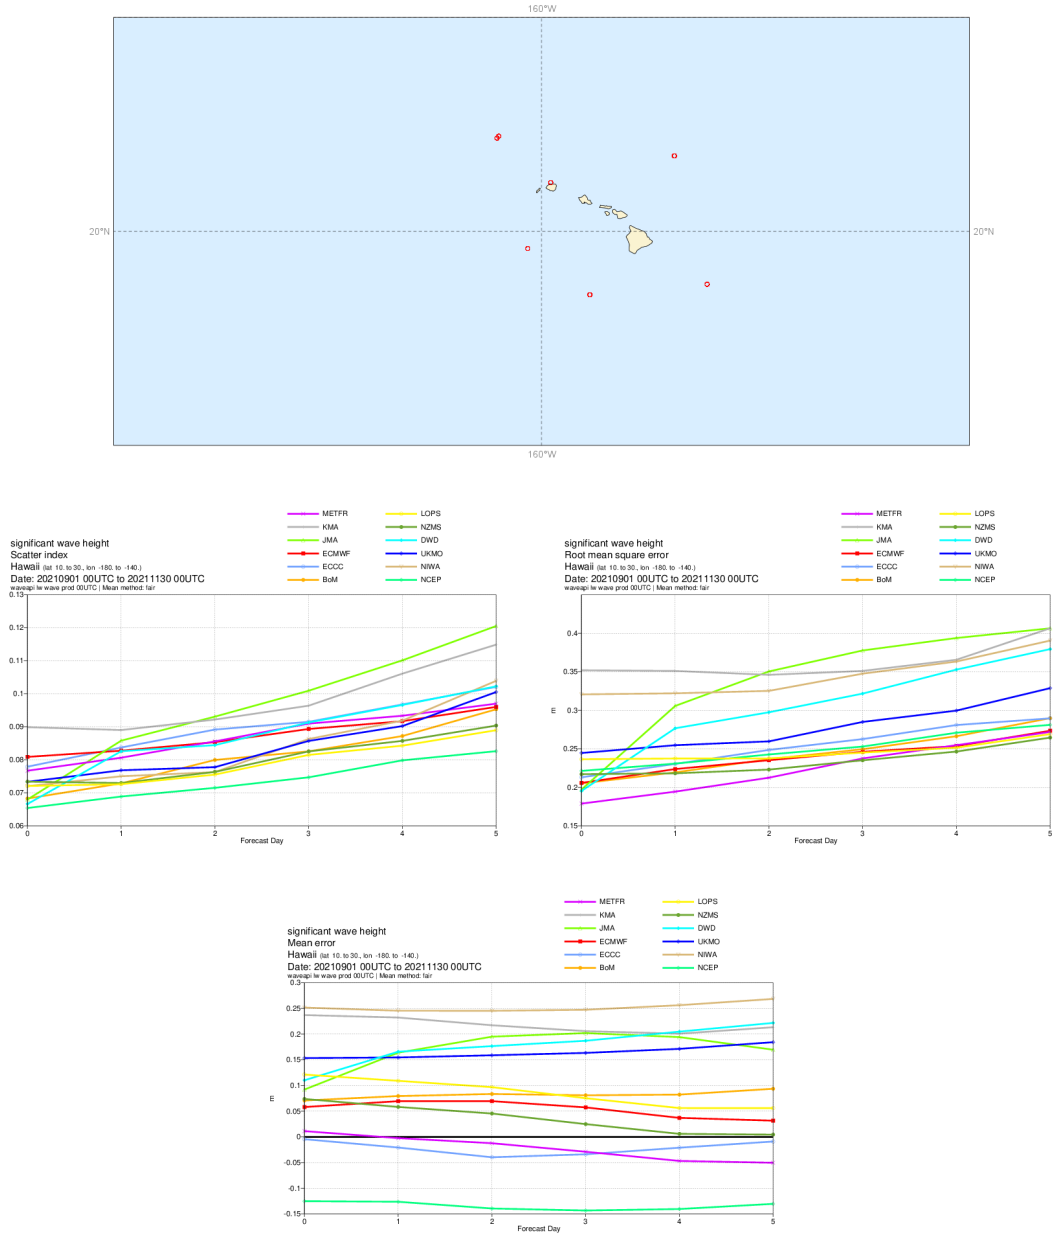 160°W
20°N 20°N
160°W
significant wave height
Scatter index
Hawaii (lat 10. to 30., lon -180. to -140.)
Date: 20210901 00UTC to 20211130 00UTC
waveapi lw wave prod 00UTC | Mean method: fair
METFR LOPS
KMA NZMS
JMA DWD
ECMWF UKMO
ECCC NIWA
BoM NCEP
0.13
0.12
0.11
0.1
0.09
0.08
0.07
0.06
0 1 2 3 4 5
Forecast Day
significant wave height
Root mean square error
Hawaii (lat 10. to 30., lon -180. to -140.)
Date: 20210901 00UTC to 20211130 00UTC
waveapi lw wave prod 00UTC | Mean method: fair
METFR LOPS
KMA NZMS
JMA DWD
ECMWF UKMO
ECCC NIWA
BoM NCEP
m
0.4
0.35
0.3
0.25
0.2
0.15
0 1 2 3 4 5
Forecast Day
significant wave height
Mean error
Hawaii (lat 10. to 30., lon -180. to -140.)
Date: 20210901 00UTC to 20211130 00UTC
waveapi lw wave prod 00UTC | Mean method: fair
METFR LOPS
KMA NZMS
JMA DWD
ECMWF UKMO
ECCC NIWA
BoM NCEP
m
0.3
0.25
0.2
0.15
0.1
0.05
0
-0.05
-0.1
-0.15
0 1 2 3 4 5
Forecast Day